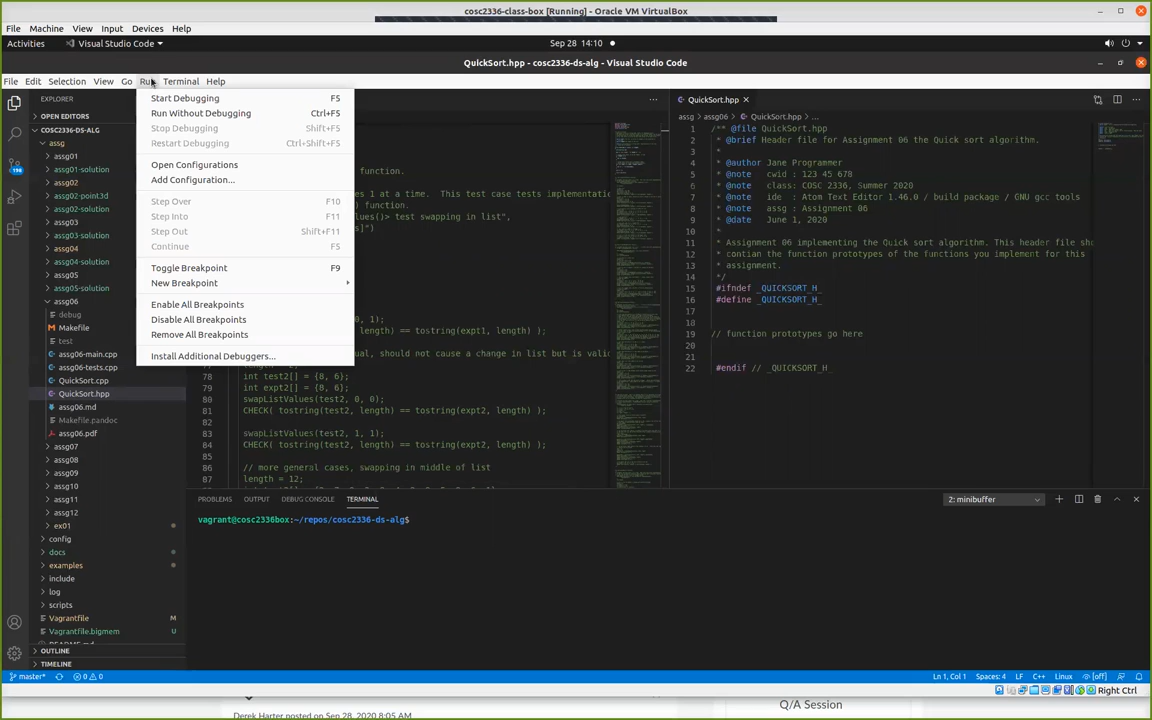 cosc2336-class-box [Running] - Oracle VM VirtualBox
File Machine View Input Devices Help
Activities Visual Studio Code Sep 28 14:10
QuickSort.hpp - cosc2336-ds-alg - Visual Studio Code
File Edit Selection View Go Run Terminal Help
EXPLORER
OPEN EDITORS
COSC2336-DS-ALG
assg
assg01
assg01-solution
assg02
assg02-point3d
assg02-solution
assg03
assg03-solution
assg04
assg04-solution
assg05
assg05-solution
assg06
debug
Makefile
test
assg06-main.cpp
assg06-tests.cpp
QuickSort.cpp
QuickSort.hpp
assg06.md
Makefile.pandoc
assg06.pdf
assg07
assg08
assg09
assg10
assg11
assg12
ex01
config
docs
examples
include
log
scripts
Vagrantfile M
Vagrantfile.bigmem U
OUTLINE
TIMELINE
198
Start Debugging F5
Run Without Debugging Ctrl+F5
Stop Debugging Shift+F5
Restart Debugging Ctrl+Shift+F5
Open Configurations
Add Configuration...
Step Over F10
Step Into F11
Step Out Shift+F11
Continue F5
Toggle Breakpoint F9
New Breakpoint
Enable All Breakpoints
Disable All Breakpoints
Remove All Breakpoints
Install Additional Debuggers...
function.
es 1 at a time. This test case tests implementatio
) function.
alues()> test swapping in list",
]")
0, 1);
length) == tostring(expt1, length) );
ual, should not cause a change in list but is vali
78 int test2[] = {8, 6};
79 int expt2[] = {8, 6};
80 swapListValues(test2, 0, 0);
81 CHECK( tostring(test2, length) == tostring(expt2, length) );
82
83 swapListValues(test2, 1, 1);
84 CHECK( tostring(test2, length) == tostring(expt2, length) );
85
86 // more general cases, swapping in middle of list
87 length = 12;
QuickSort.hpp
assg > assg06 > QuickSort.hpp > ...
1 /** @file QuickSort.hpp
2 * @brief Header file for Assignment 06 the quick sort algorithm.
3 *
4 * @author Jane Programmer
5 * @note cwid : 123 45 678
6 * @note class: COSC 2336, Summer 2020
7 * @note ide : Atom Text Editor 1.46.0 / build package / GNU gcc tools
8 * @note assg : Assignment 06
9 * @date June 1, 2020
10 *
11 * Assignment 06 implementing the Quick sort algorithm. This header file sho
12 * contian the function prototypes of the functions you implement for this
13 * assignment.
14 */
15 #ifndef _QUICKSORT_H_
16 #define _QUICKSORT_H_
17
18
19 // function prototypes go here
20
21
22 #endif // _QUICKSORT_H_
PROBLEMS OUTPUT DEBUG CONSOLE TERMINAL
2: minibuffer
vagrant@cosc2336box:~/repos/cosc2336-ds-alg$
master* 0 0 Ln 1, Col 1 Spaces: 4 LF C++ Linux [off]
Right Ctrl
Derek Harter posted on Sep 28, 2020 8:05 AM
Q/A Session